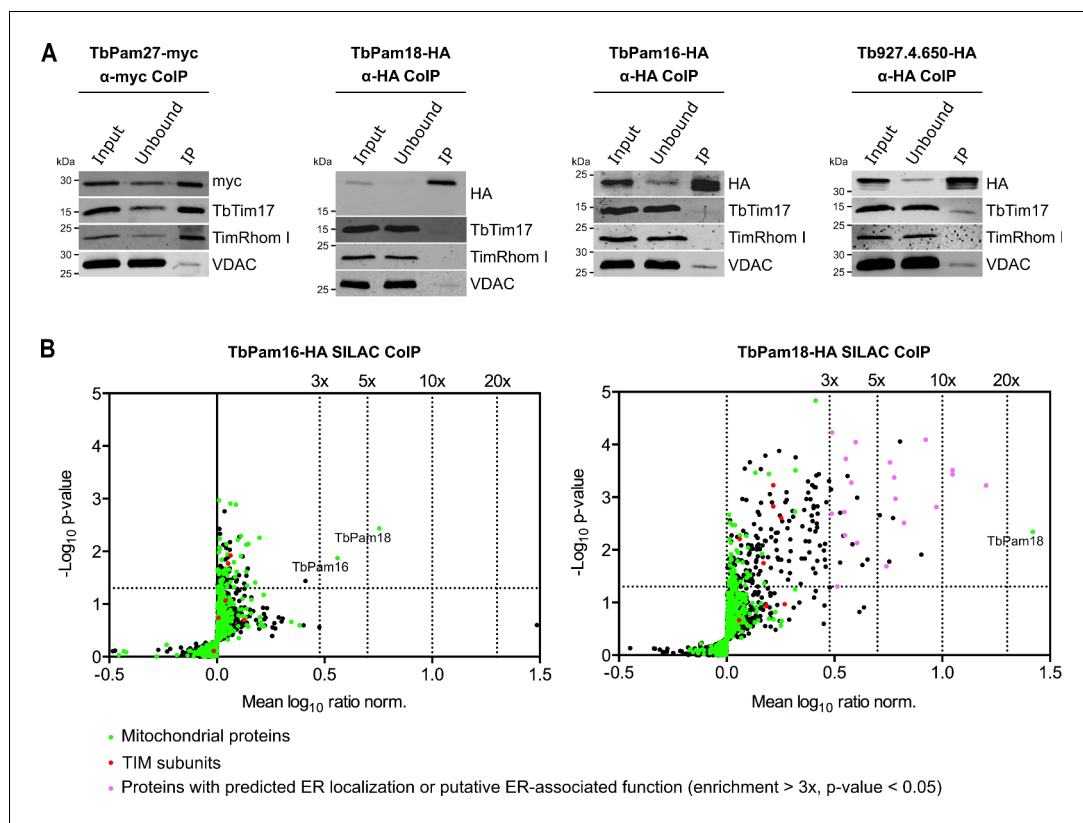 A
TbPam27-myc
α-myc CoIP
Input
Unbound
IP
kDa
30
15
25
30
25
myc
TbTim17
TimRhom I
VDAC
TbPam18-HA
α-HA CoIP
Input
Unbound
IP
kDa
15
25
HA
TbTim17
TimRhom I
VDAC
TbPam16-HA
α-HA CoIP
Input
Unbound
IP
kDa
25
15
30
25
HA
TbTim17
TimRhom I
VDAC
Tb927.4.650-HA
α-HA CoIP
Input
Unbound
IP
kDa
30
15
25
30
25
HA
TbTim17
TimRhom I
VDAC
B
TbPam16-HA SILAC CoIP
3x 5x 10x 20x
5
4
3
2
1
0
-Log10 p-value
TbPam18
TbPam16
-0.5 0.0 0.5 1.0 1.5
Mean log10 ratio norm.
TbPam18-HA SILAC CoIP
3x 5x 10x 20x
5
4
3
2
1
0
-Log10 p-value
TbPam18
-0.5 0.0 0.5 1.0 1.5
Mean log10 ratio norm.
Mitochondrial proteins
TIM subunits
Proteins with predicted ER localization or putative ER-associated function (enrichment > 3x, p-value < 0.05)